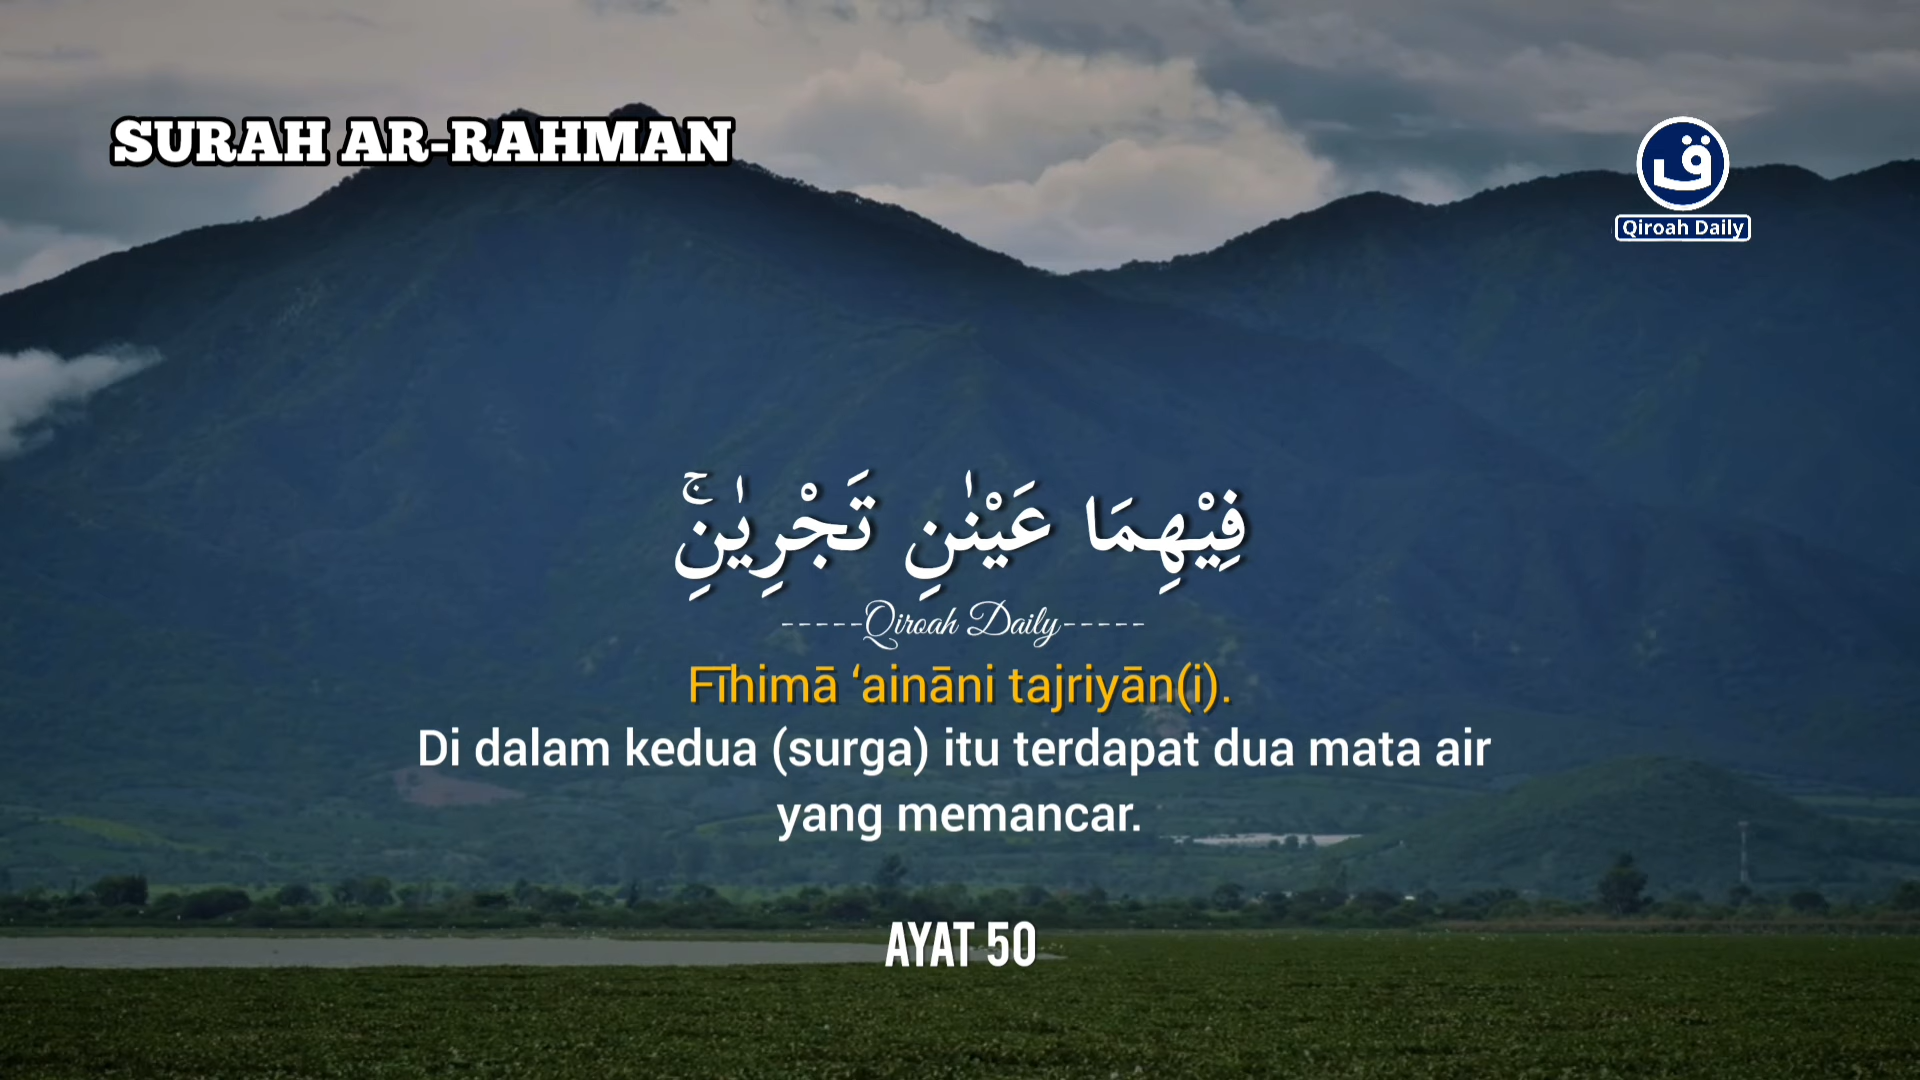 SURAH AR-RAHMAN
ق
Qiroah Daily
فِيْهِمَا عَيْنٰنِ تَجْرِيٰنِۚ
-----Qiroah Daily-----
Fīhimā ‘aināni tajriyān(i).
Di dalam kedua (surga) itu terdapat dua mata air
yang memancar.
AYAT 50